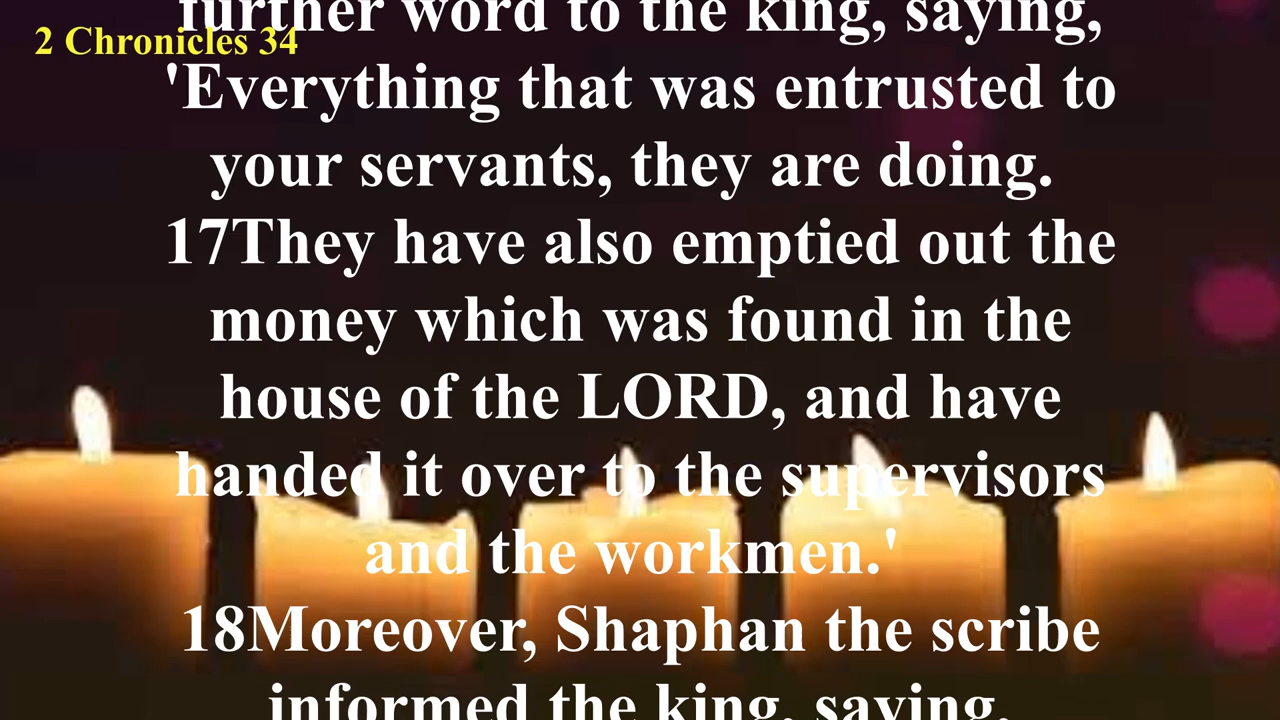 further word to the king, saying,
2 Chronicles 34
'Everything that was entrusted to
your servants, they are doing.
17They have also emptied out the
money which was found in the
house of the LORD, and have
handed it over to the supervisors
and the workmen.'
18Moreover, Shaphan the scribe
informed the king, saying,